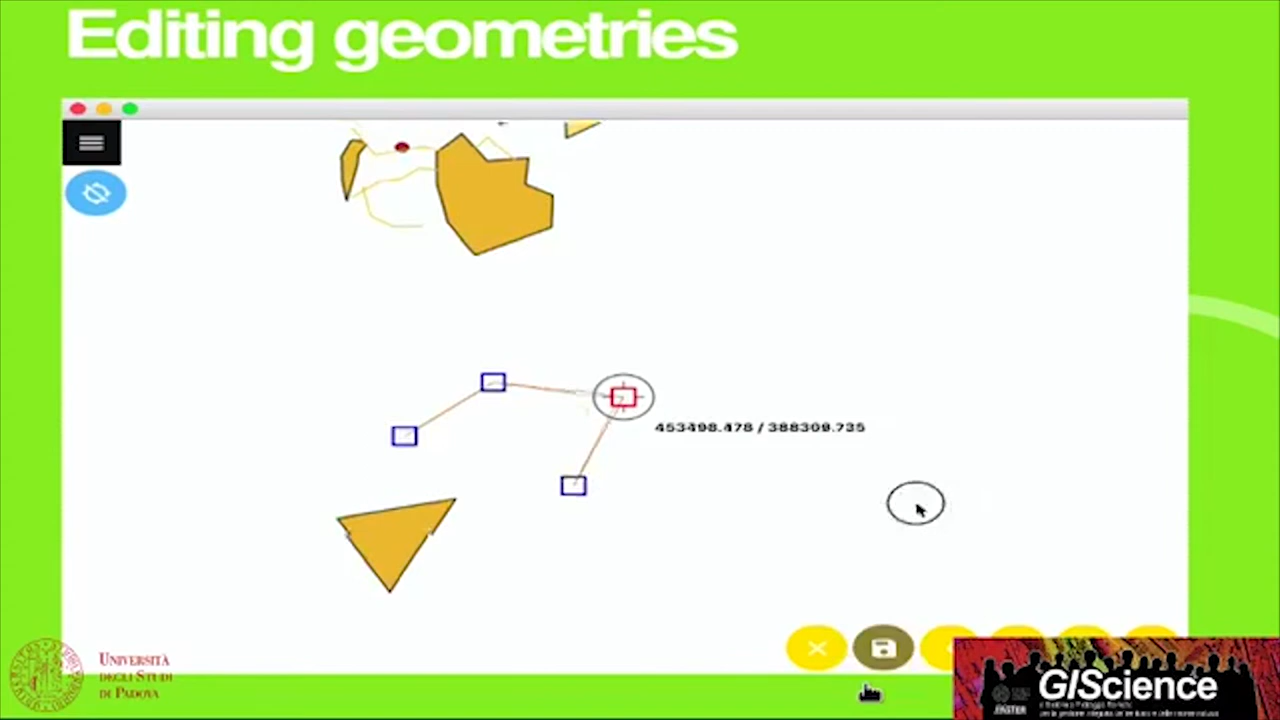 Editing geometries
453498.478 / 388309.735
UNIVERSITÀ
DEGLI STUDI
DI PADOVA
GIScience